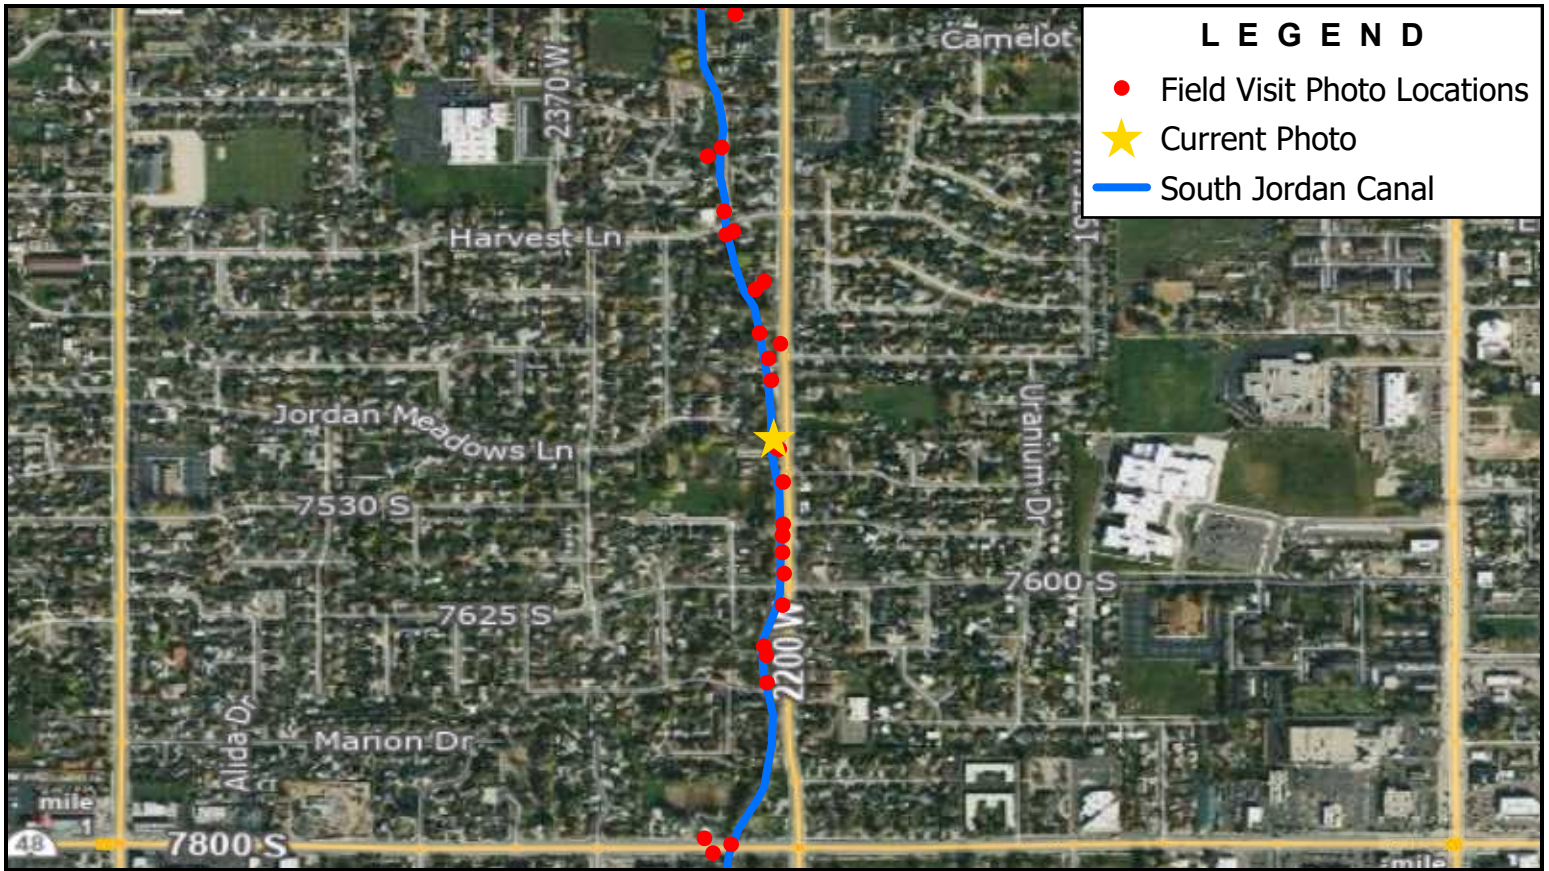 Camelot
L E G E N D
Field Visit Photo Locations
Current Photo
South Jordan Canal
2370 W
Harvest Ln
Jordan Meadows Ln
Uranium Dr
7530 S
7600 S
7625 S
2200 W
Alida Dr
Marion Dr
mile
1
48
7800 S
mile